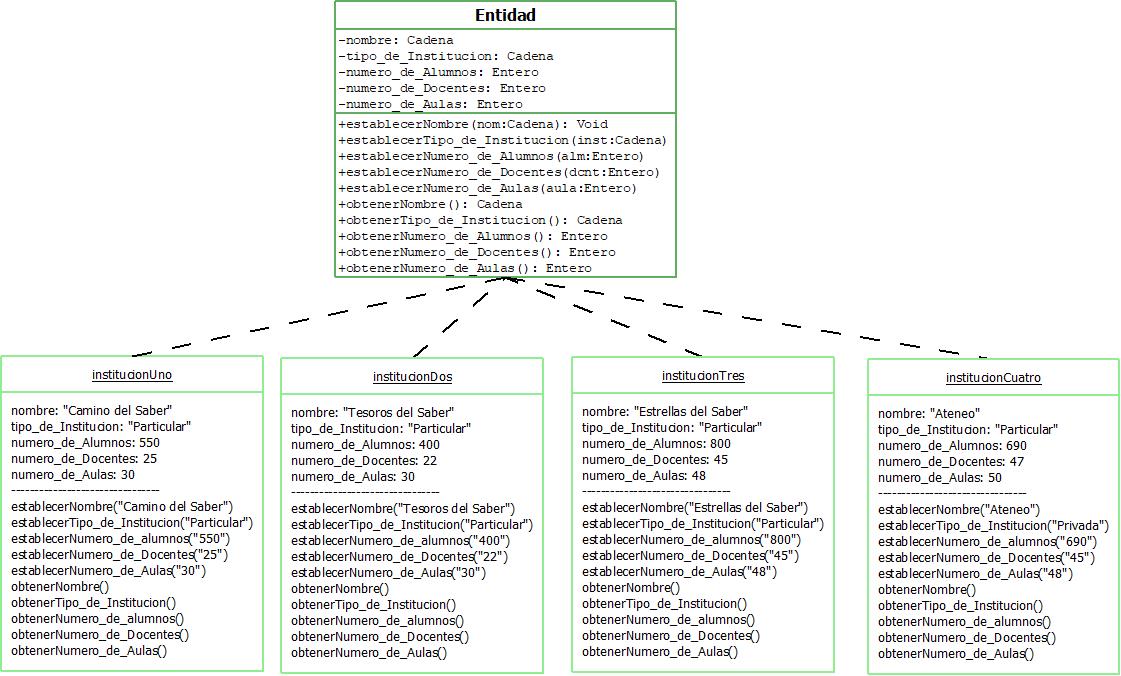 Entidad
-nombre: Cadena
-tipo_de_Institucion: Cadena
-numero_de_Alumnos: Entero
-numero_de_Docentes: Entero
-numero_de_Aulas: Entero
+establecerNombre(nom:Cadena): Void
+establecerTipo_de_Institucion(inst:Cadena)
+establecerNumero_de_Alumnos(alm:Entero)
+establecerNumero_de_Docentes(dcnt:Entero)
+establecerNumero_de_Aulas(aula:Entero)
+obtenerNombre(): Cadena
+obtenerTipo_de_Institucion(): Cadena
+obtenerNumero_de_Alumnos(): Entero
+obtenerNumero_de_Docentes(): Entero
+obtenerNumero_de_Aulas(): Entero
institucionUno
nombre: "Camino del Saber"
tipo_de_Institucion: "Particular"
numero_de_Alumnos: 550
numero_de_Docentes: 25
numero_de_Aulas: 30
------------------------------
establecerNombre("Camino del Saber")
establecerTipo_de_Institucion("Particular")
establecerNumero_de_alumnos("550")
establecerNumero_de_Docentes("25")
establecerNumero_de_Aulas("30")
obtenerNombre()
obtenerTipo_de_Institucion()
obtenerNumero_de_alumnos()
obtenerNumero_de_Docentes()
obtenerNumero_de_Aulas()
institucionDos
nombre: "Tesoros del Saber"
tipo_de_Institucion: "Particular"
numero_de_Alumnos: 400
numero_de_Docentes: 22
numero_de_Aulas: 30
------------------------------
establecerNombre("Tesoros del Saber")
establecerTipo_de_Institucion("Particular")
establecerNumero_de_alumnos("400")
establecerNumero_de_Docentes("22")
establecerNumero_de_Aulas("30")
obtenerNombre()
obtenerTipo_de_Institucion()
obtenerNumero_de_alumnos()
obtenerNumero_de_Docentes()
obtenerNumero_de_Aulas()
institucionTres
nombre: "Estrellas del Saber"
tipo_de_Institucion: "Particular"
numero_de_Alumnos: 800
numero_de_Docentes: 45
numero_de_Aulas: 48
------------------------------
establecerNombre("Estrellas del Saber")
establecerTipo_de_Institucion("Particular")
establecerNumero_de_alumnos("800")
establecerNumero_de_Docentes("45")
establecerNumero_de_Aulas("48")
obtenerNombre()
obtenerTipo_de_Institucion()
obtenerNumero_de_alumnos()
obtenerNumero_de_Docentes()
obtenerNumero_de_Aulas()
institucionCuatro
nombre: "Ateneo"
tipo_de_Institucion: "Particular"
numero_de_Alumnos: 690
numero_de_Docentes: 47
numero_de_Aulas: 50
------------------------------
establecerNombre("Ateneo")
establecerTipo_de_Institucion("Privada")
establecerNumero_de_alumnos("690")
establecerNumero_de_Docentes("45")
establecerNumero_de_Aulas("48")
obtenerNombre()
obtenerTipo_de_Institucion()
obtenerNumero_de_alumnos()
obtenerNumero_de_Docentes()
obtenerNumero_de_Aulas()